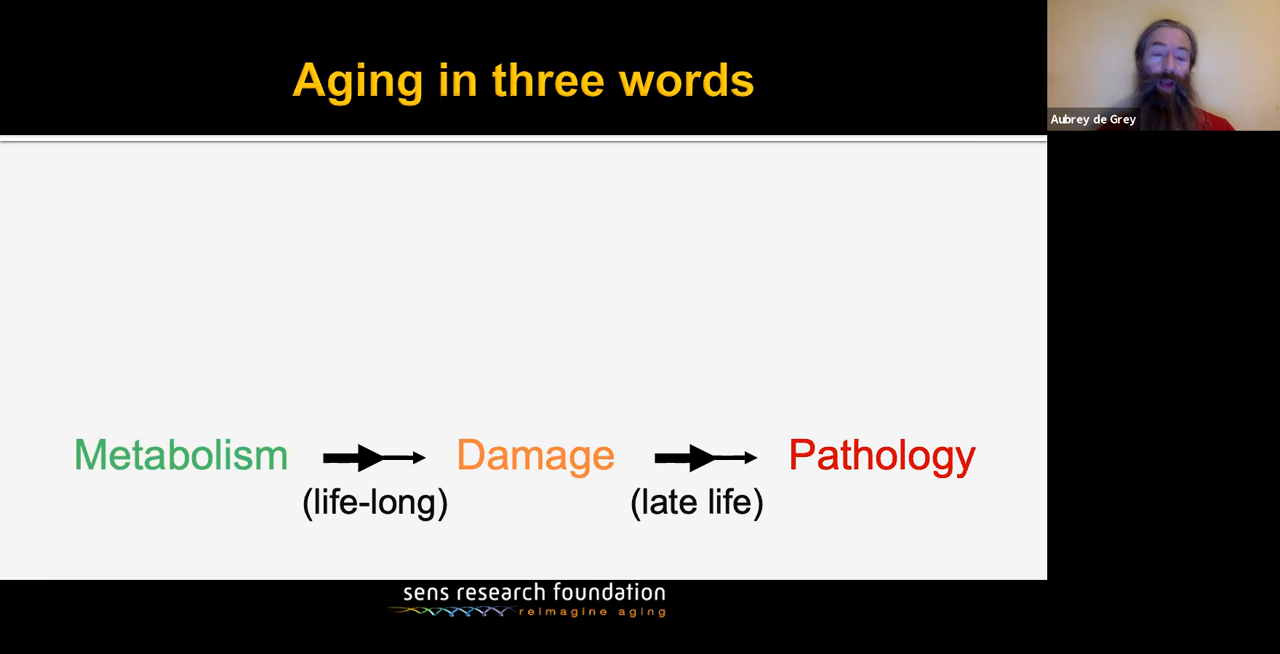 Aging in three words
Aubrey de Grey
Metabolism Damage Pathology
(life-long) (late life)
sens research foundation
reimagine aging